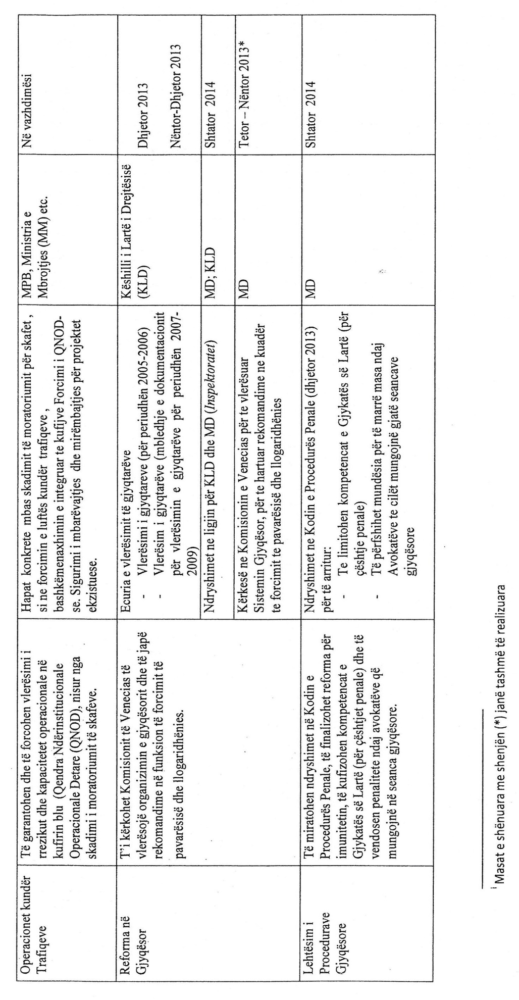 Operacionet kundër
Trafiqeve
Të garantohen dhe të forcohen vlerësimi i
rrezikut dhe kapacitetet operacionale në
kufirin blu (Qendra Ndërinstitucionale
Operacionale Detare (QNOD), nisur nga
skadimi i moratoriumit të skafeve.
Hapat konkrete mbas skadimit të moratoriumit për skafet ,
si ne forcimin e luftës kundër trafiqeve ,
bashkëmenaxhimin e integruar te kufijve Forcimi i QNOD-
se. Sigurimi i mbarëvajtjes dhe mirëmbajtjes për projektet
ekzistuese.
MPB, Ministria e
Mbrojtjes (MM) etc.
Në vazhdimësi
Reforma në
Gjyqësor
T'i kërkohet Komisionit të Venecias të
vlerësojë organizimin e gjyqësorit dhe të japë
rekomandime në funksion të forcimit të
pavarësisë dhe llogaridhënies.
Ecuria e vlerësimit të gjyqtarëve
- Vlerësimi i gjyqtareve (për periudhën 2005-2006)
- Vlerësim i gjyqtarëve (mbledhje e dokumentacionit
për vlerësimin e gjyqtarëve për periudhën 2007-
2009)
Këshilli i Lartë i Drejtësisë
(KLD)
Dhjetor 2013
Nëntor-Dhjetor 2013
Ndryshimet ne ligjin për KLD dhe MD (Inspektoratet)
MD; KLD
Shtator 2014
Kërkesë ne Komisionin e Venecias për te vlerësuar
Sistemin Gjyqësor, për te hartuar rekomandime ne kuadër
te forcimit te pavarësisë dhe llogaridhënies
MD
Tetor – Nëntor 2013*
Lehtësim i
Procedurave
Gjyqësore
Të miratohen ndryshimet në Kodin e
Procedurës Penale, të finalizohet reforma për
imunitetin, të kufizohen kompetencat e
Gjykatës së Lartë (për çështjet penale) dhe të
vendosen penalitete ndaj avokatëve që
mungojnë në seanca gjyqësore.
Ndryshimet ne Kodin e Procedurës Penale (dhjetor 2013)
për të arritur:
- Te limitohen kompetencat e Gjykatës së Lartë (për
çështje penale)
- Të përfshihet mundësia për të marrë masa ndaj
Avokatëve te cilët mungojnë gjatë seancave
gjyqësore
MD
Shtator 2014
i Masat e shënuara me shenjën (*) janë tashmë të realizuara